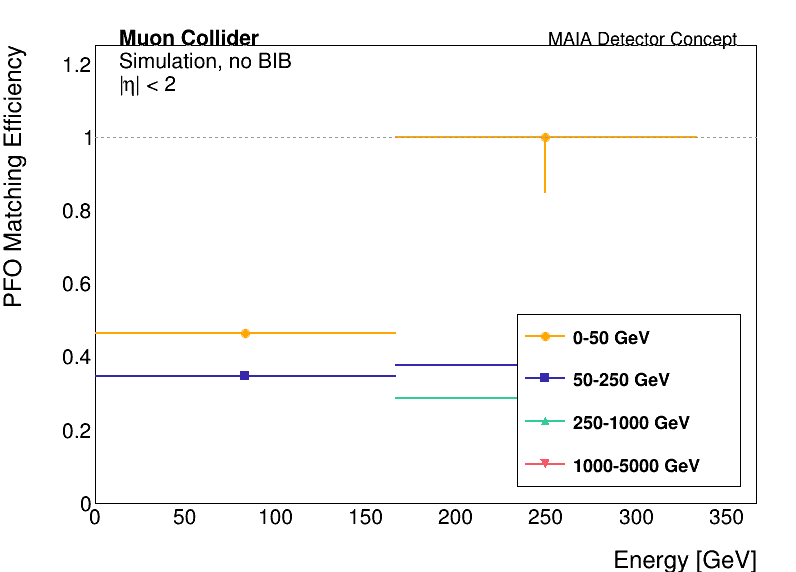 Muon Collider
MAIA Detector Concept
Simulation, no BIB
|η| < 2
PFO Matching Efficiency
1.2
1
0.8
0.6
0.4
0.2
0
0 50 100 150 200 250 300 350
Energy [GeV]
0-50 GeV
50-250 GeV
250-1000 GeV
1000-5000 GeV